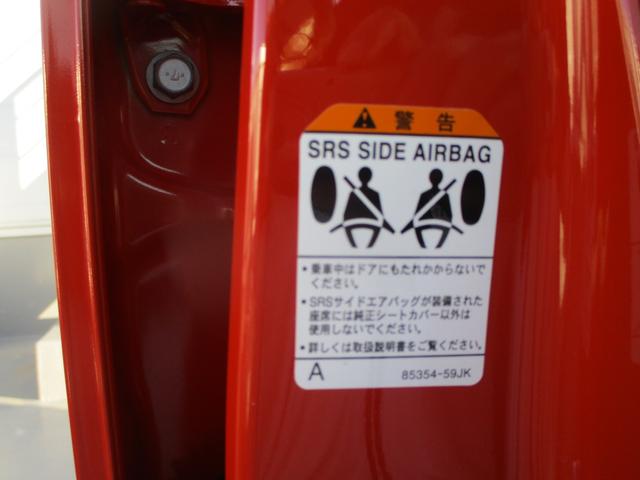 警告
SRS SIDE AIRBAG
・乗車中はドアにもたれかからないで
ください。
・SRSサイドエアバッグが装備された
座席には純正シートカバー以外は
使用しないでください。
・詳しくは取扱説明書をご覧ください。
A 85354-59JK
7